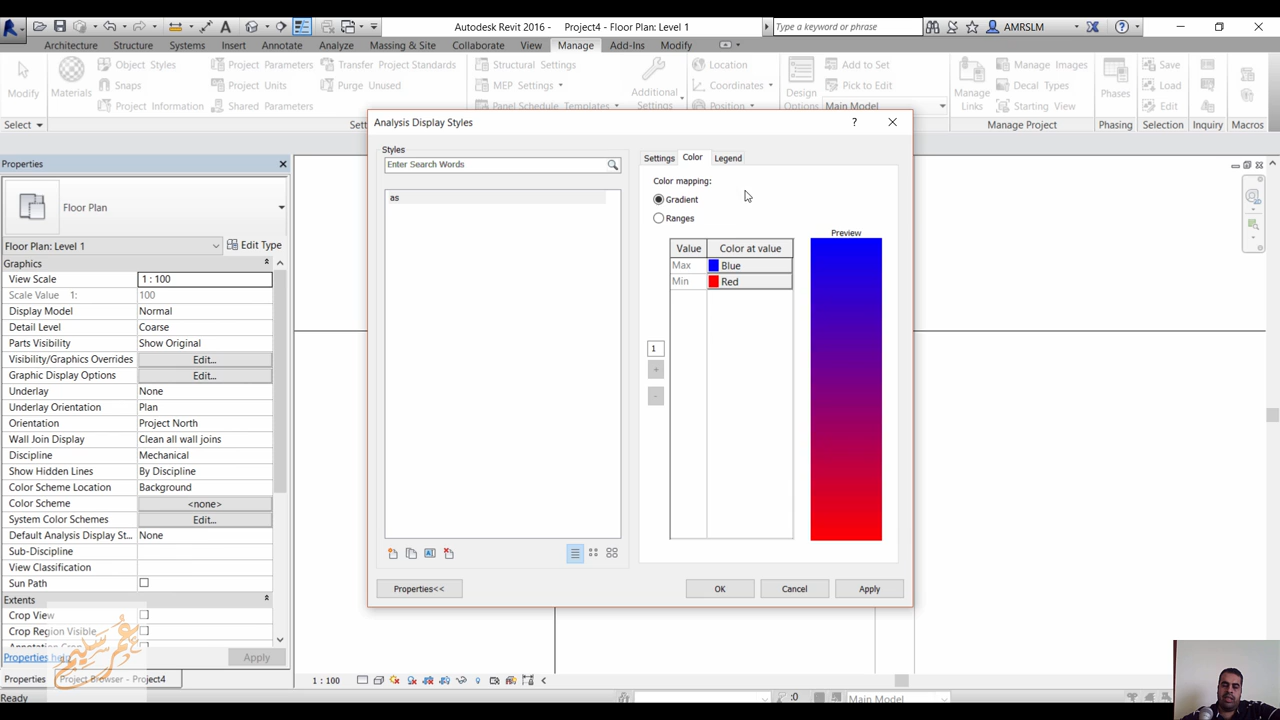 Autodesk Revit 2016 - Project4 - Floor Plan: Level 1
Type a keyword or phrase
AMRSLM
Architecture Structure Systems Insert Annotate Analyze Massing & Site Collaborate View Manage Add-Ins Modify
Modify
Materials
Object Styles
Snaps
Project Information
Project Parameters
Project Units
Shared Parameters
Transfer Project Standards
Purge Unused
Structural Settings
MEP Settings
Panel Schedule Templates
Additional
Settings
Location
Coordinates
Position
Design
Options
Add to Set
Pick to Edit
Main Model
Manage
Links
Manage Images
Decal Types
Starting View
Phases
Save
Load
Edit
Select
Manage Project
Phasing
Selection
Inquiry
Macros
Properties
Floor Plan
Floor Plan: Level 1
Edit Type
Graphics
View Scale 1 : 100
Scale Value 1: 100
Display Model Normal
Detail Level Coarse
Parts Visibility Show Original
Visibility/Graphics Overrides Edit...
Graphic Display Options Edit...
Underlay None
Underlay Orientation Plan
Orientation Project North
Wall Join Display Clean all wall joins
Discipline Mechanical
Show Hidden Lines By Discipline
Color Scheme Location Background
Color Scheme <none>
System Color Schemes Edit...
Default Analysis Display St... None
Sub-Discipline
View Classification
Sun Path
Extents
Crop View
Crop Region Visible
Properties help
Apply
Properties
Project Browser - Project4
Ready
Analysis Display Styles
Styles
Enter Search Words
as
Properties<<
Settings Color Legend
Color mapping:
Gradient
Ranges
Preview
Value Color at value
Max Blue
Min Red
1
+
-
OK Cancel Apply
1 : 100
:0
Main Model
عمر سليم